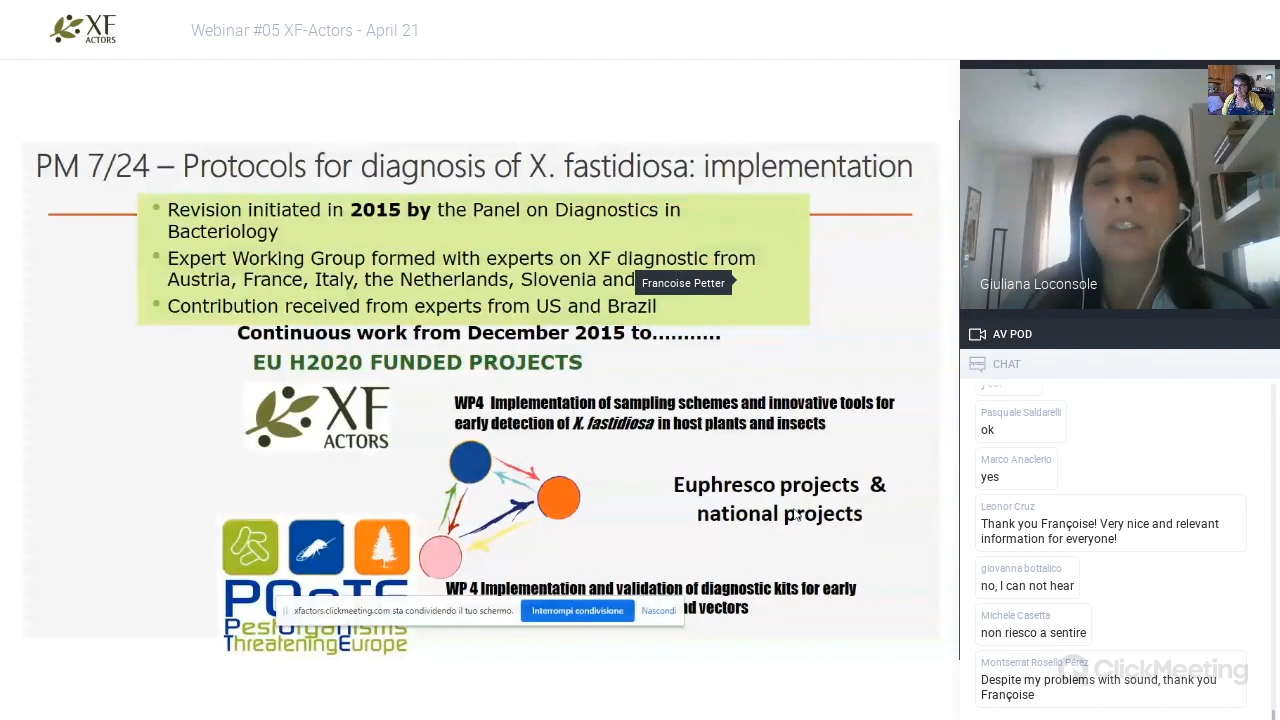 XF
ACTORS
Webinar #05 XF-Actors - April 21
PM 7/24 – Protocols for diagnosis of X. fastidiosa: implementation
Revision initiated in 2015 by the Panel on Diagnostics in
Bacteriology
Expert Working Group formed with experts on XF diagnostic from
Austria, France, Italy, the Netherlands, Slovenia and
Francoise Petter
Contribution received from experts from US and Brazil
Continuous work from December 2015 to..........
EU H2020 FUNDED PROJECTS
XF
ACTORS
WP4 Implementation of sampling schemes and innovative tools for
early detection of X. fastidiosa in host plants and insects
Euphresco projects &
national projects
WP 4 Implementation and validation of diagnostic kits for early
vectors
xfactors.clickmeeting.com sta condividendo il tuo schermo.
Interrompi condivisione
Nascondi
PestOrganisms
ThreateningEurope
Giuliana Loconsole
AV POD
CHAT
yes!
Pasquale Saldarelli
ok
Marco Anaclerio
yes
Leonor Cruz
Thank you Françoise! Very nice and relevant
information for everyone!
giovanna bottalico
no, I can not hear
Michele Casetta
non riesco a sentire
Montserrat Roselló Pérez
Despite my problems with sound, thank you
Françoise
ClickMeeting